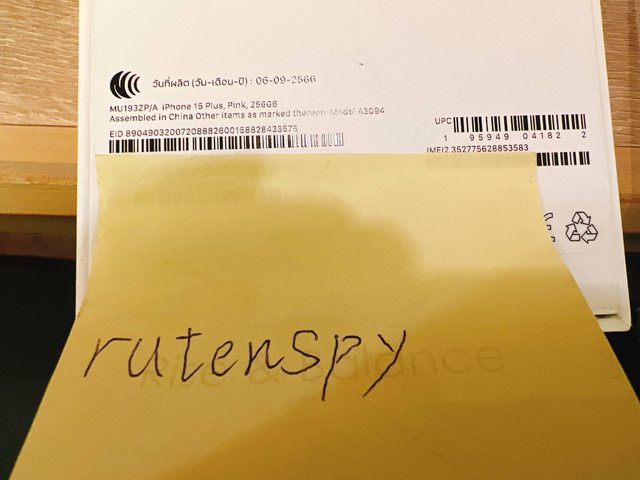 วันที่ผลิต (วัน-เดือน-ปี) : 06-09-2566
MU193ZP/A iPhone 15 Plus, Pink, 256GB
Assembled in China Other items as marked thereon Model A3094
EID 89049032007208882600158828433575
UPC
1 95949 04182 2
IMEI2 352775628853583
rutenspy
& Balance